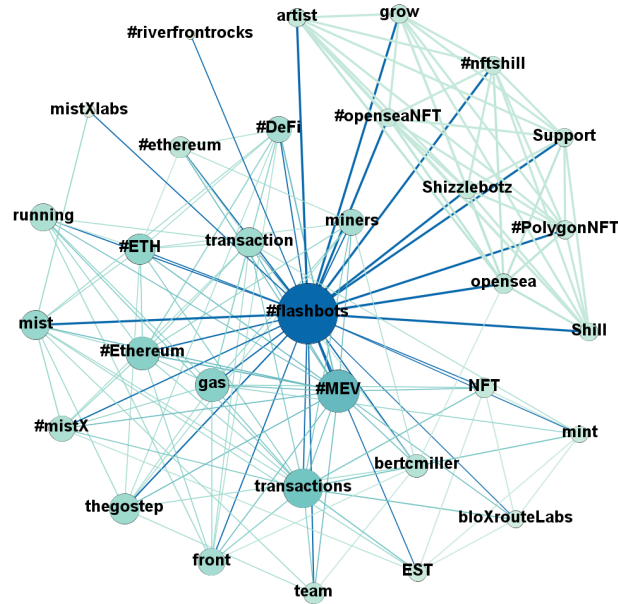 artist
grow
#riverfrontrocks
#nftshill
mistXlabs
#openseaNFT
#DeFi
Support
#ethereum
Shizzlebotz
running
miners
#PolygonNFT
#ETH
transaction
opensea
#flashbots
mist
Shill
#Ethereum
gas
#MEV
NFT
#mistX
mint
bertcmiller
transactions
thegostep
bloXrouteLabs
front
EST
team